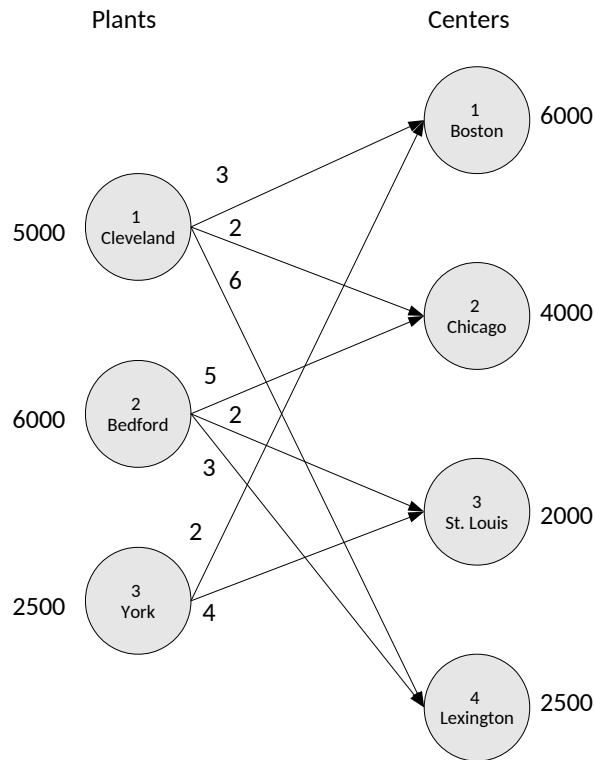 Plants
Centers
1
Boston
6000
3
1
Cleveland
5000
2
6
2
Chicago
4000
5
2
Bedford
6000
2
3
3
St. Louis
2000
2
3
York
2500
4
4
Lexington
2500